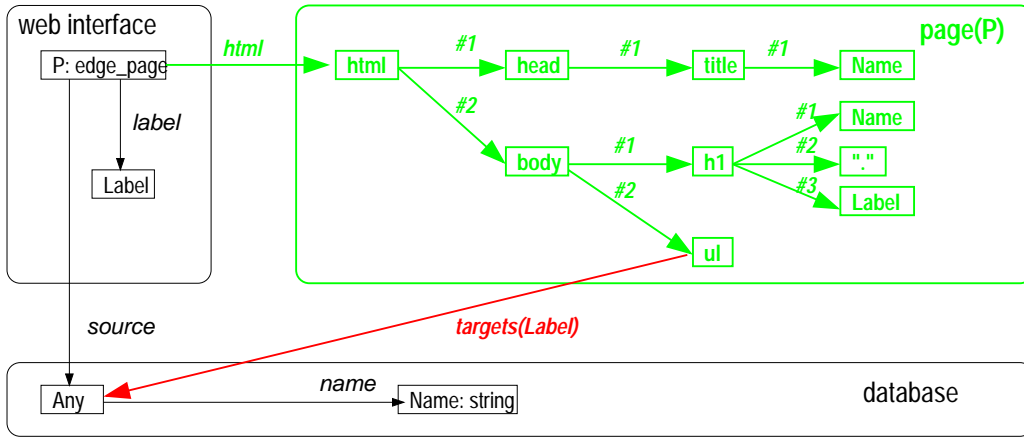 web interface
page(P)
html
#1
#1
#1
P: edge_page
html
head
title
Name
#2
label
#1
Name
#1
#2
body
h1
"."
#2
#3
Label
Label
ul
source
targets(Label)
name
database
Any
Name: string